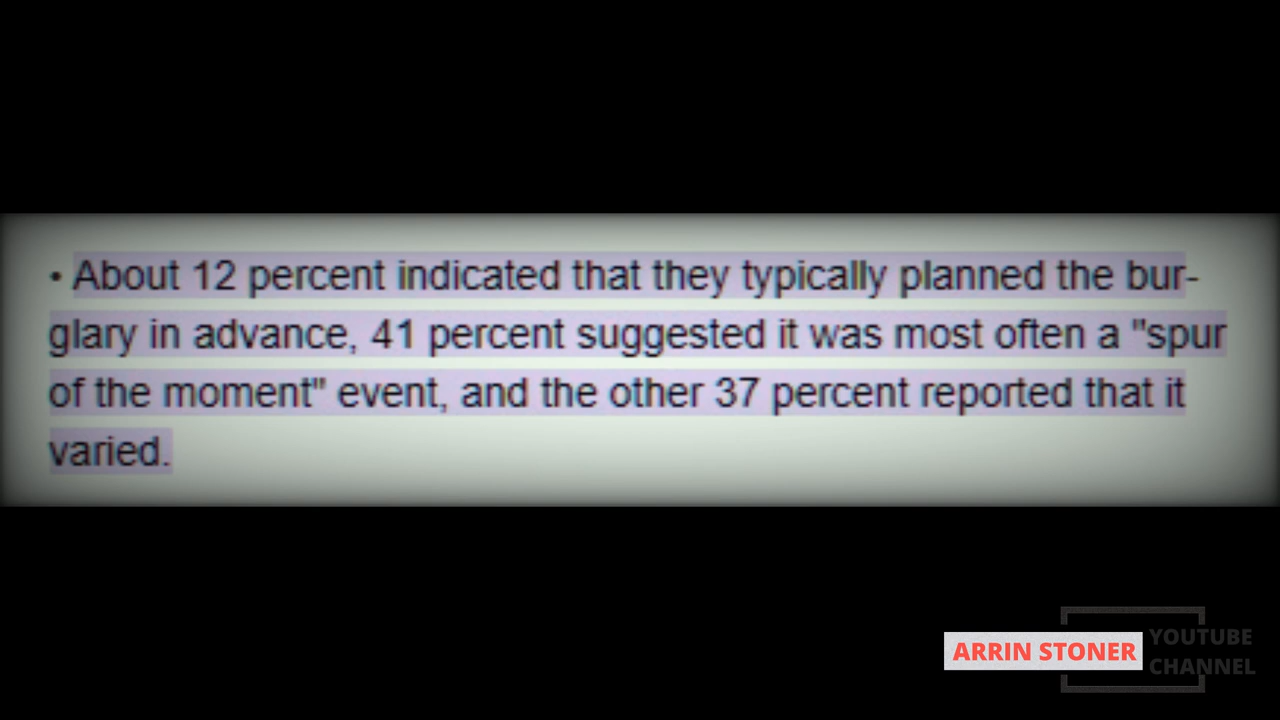 • About 12 percent indicated that they typically planned the bur-
glary in advance, 41 percent suggested it was most often a "spur
of the moment" event, and the other 37 percent reported that it
varied.
ARRIN STONER
YOUTUBE
CHANNEL